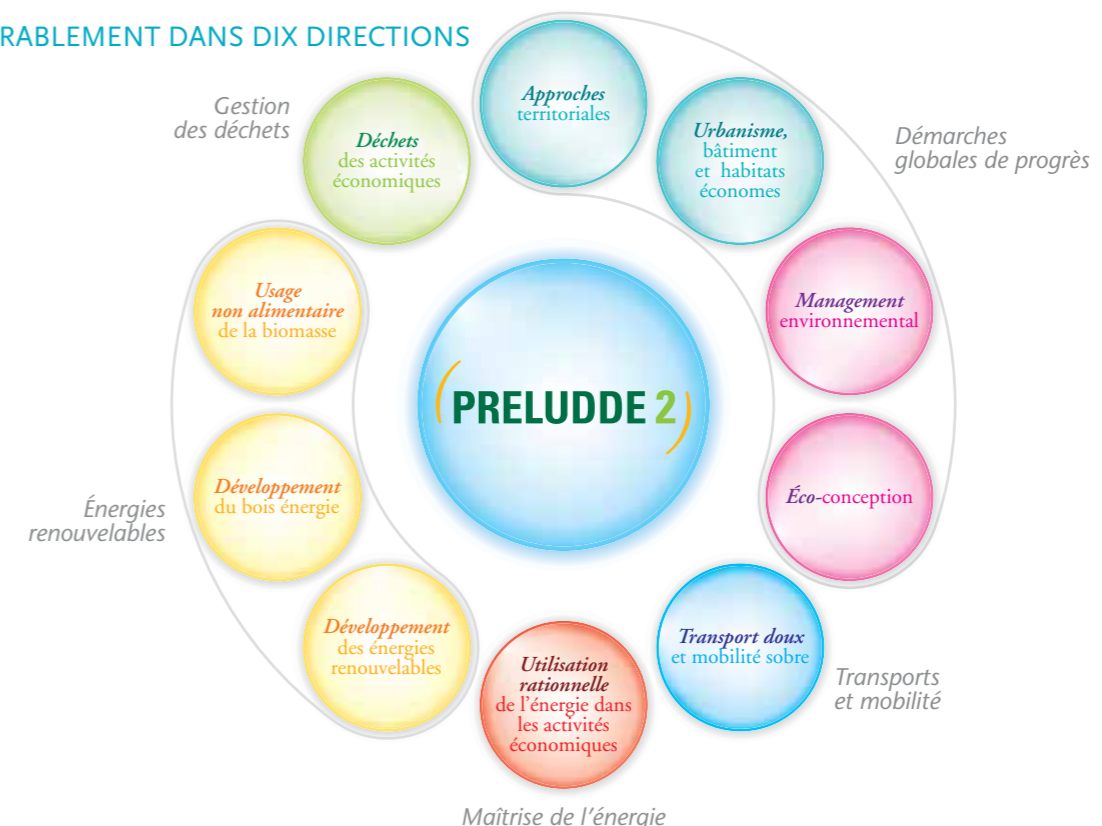 RABLEMENT DANS DIX DIRECTIONS
Approches
territoriales
Urbanisme,
bâtiment
et habitats
économes
Démarches
globales de progrès
Management
environnemental
Éco-conception
Transport doux
et mobilité sobre
Transports
et mobilité
Utilisation
rationnelle
de l'énergie dans
les activités
économiques
Maîtrise de l'énergie
Développement
des énergies
renouvelables
Développement
du bois énergie
Énergies
renouvelables
Usage
non alimentaire
de la biomasse
Déchets
des activités
économiques
Gestion
des déchets
(PRELUDDE 2)